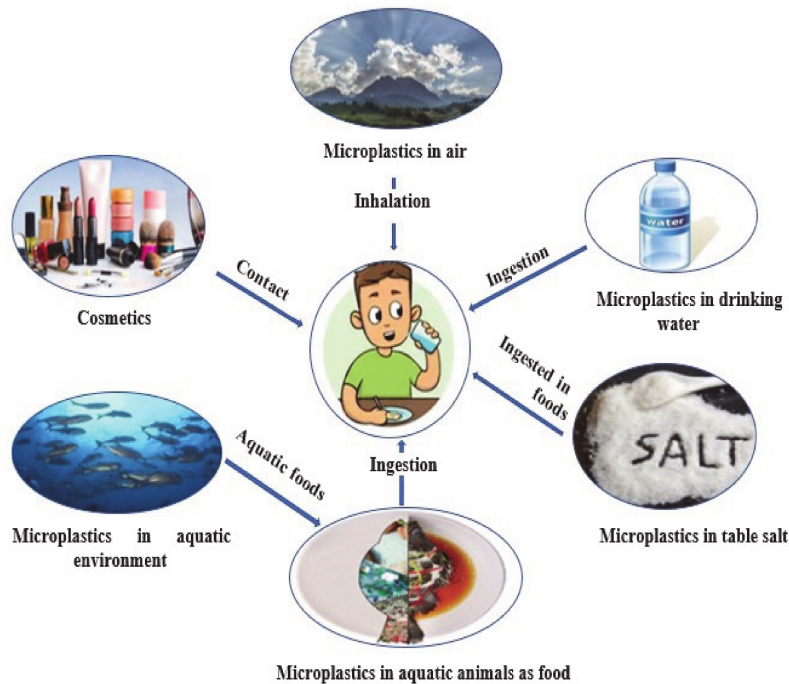 Microplastics in air
Inhalation
Cosmetics
Contact
water
Ingestion
Microplastics in drinking
water
Ingested in
foods
SALT
Microplastics in table salt
Aquatic foods
Ingestion
Microplastics in aquatic
environment
Microplastics in aquatic animals as food